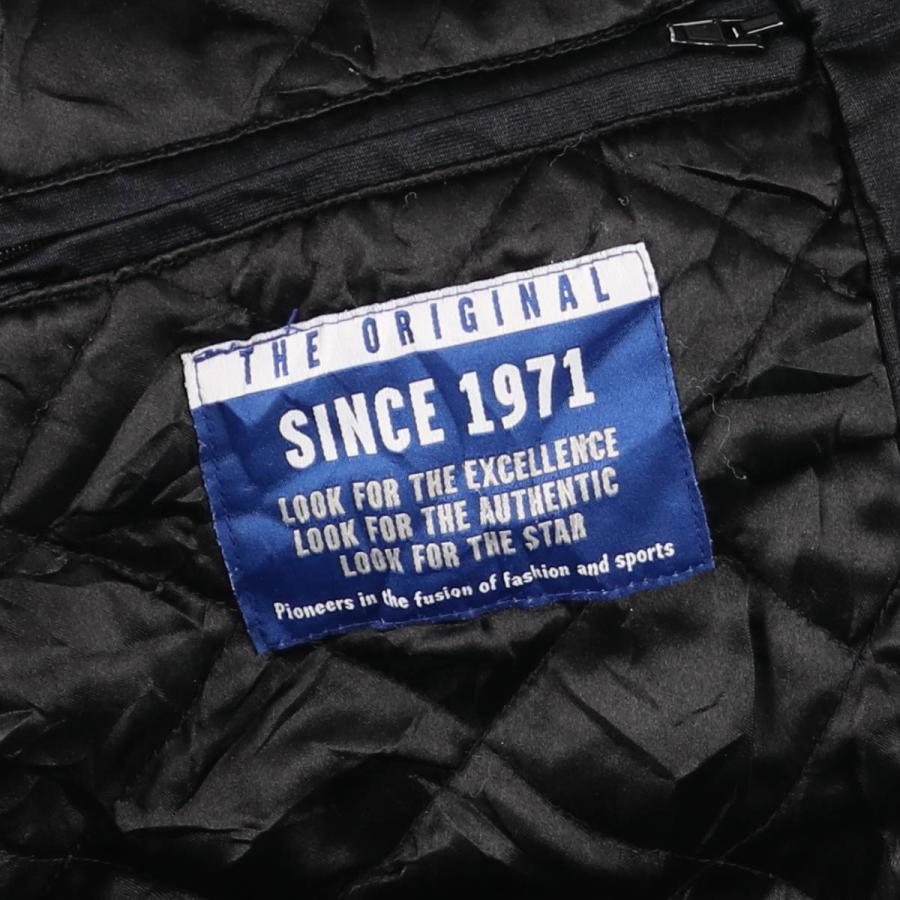 THE ORIGINAL
SINCE 1971
LOOK FOR THE EXCELLENCE
LOOK FOR THE AUTHENTIC
LOOK FOR THE STAR
Pioneers in the fusion of fashion and sports